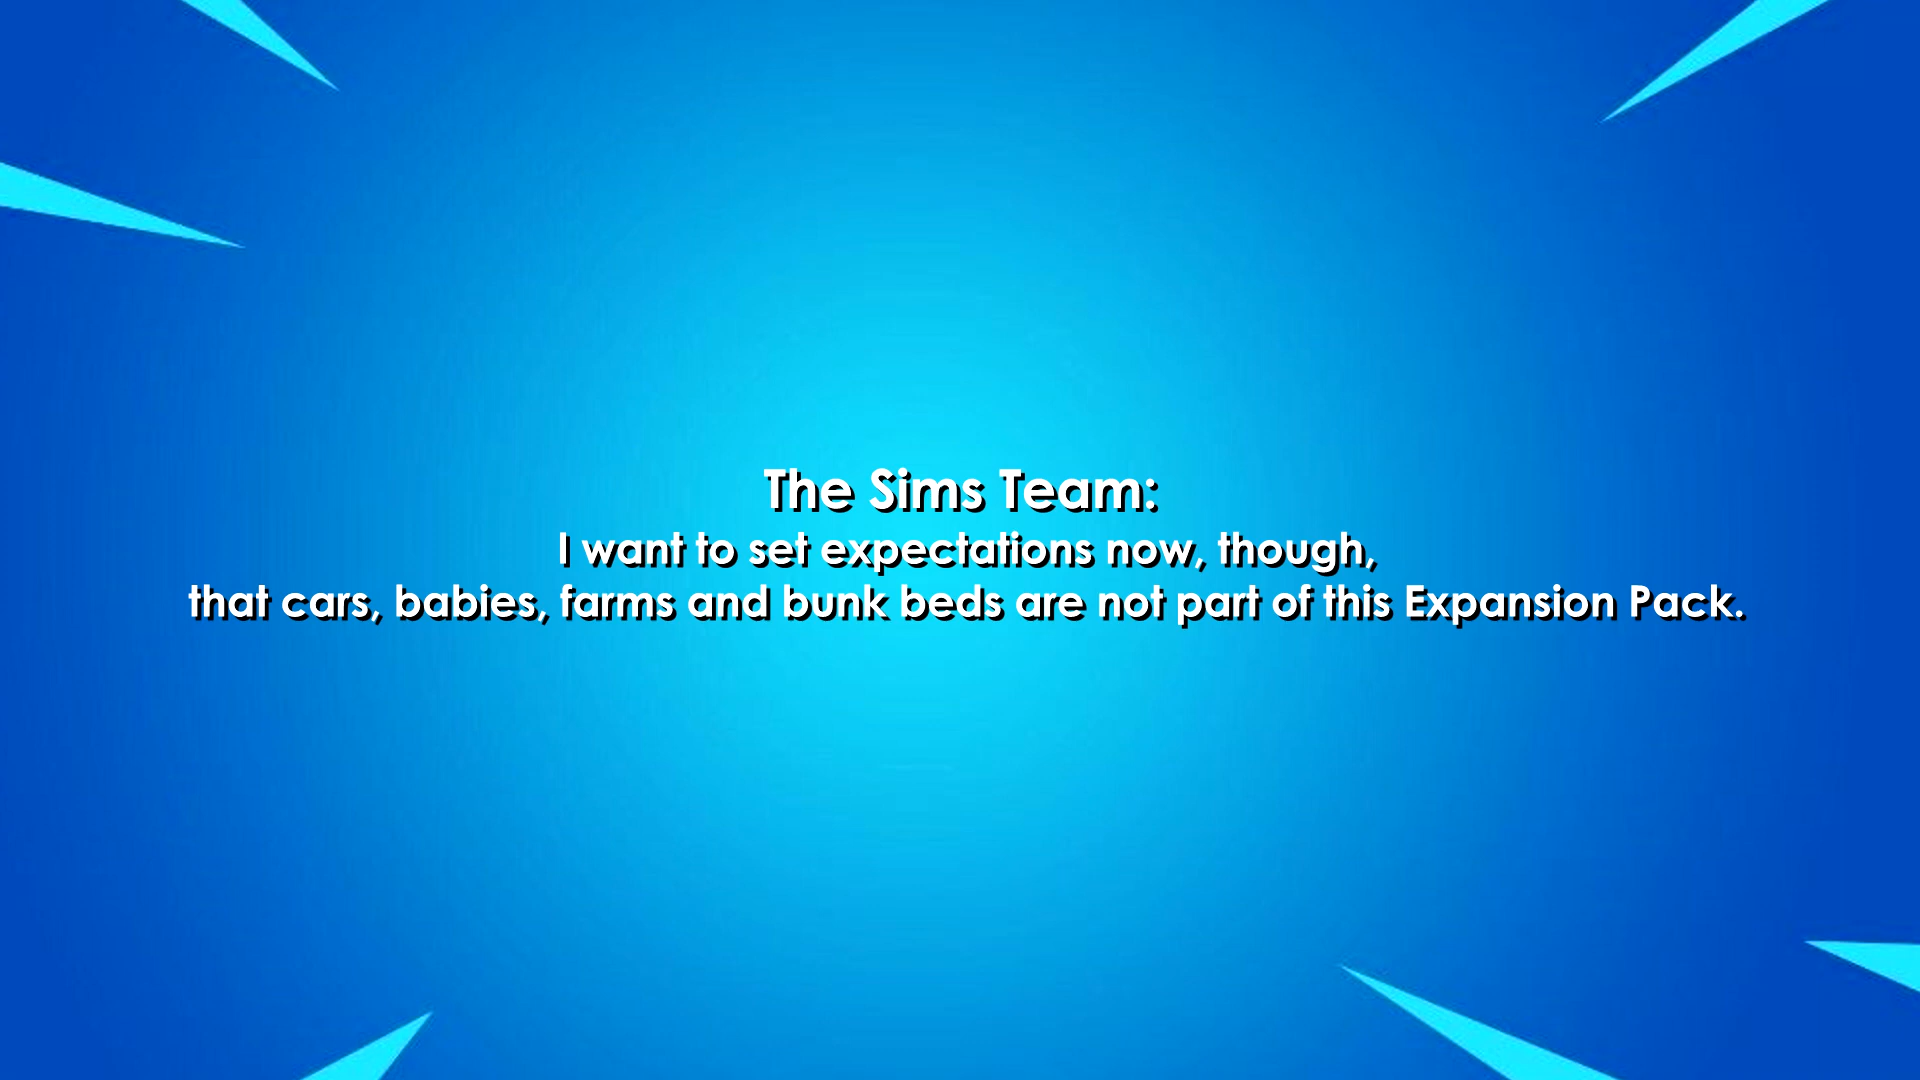 The Sims Team:
I want to set expectations now, though,
that cars, babies, farms and bunk beds are not part of this Expansion Pack.